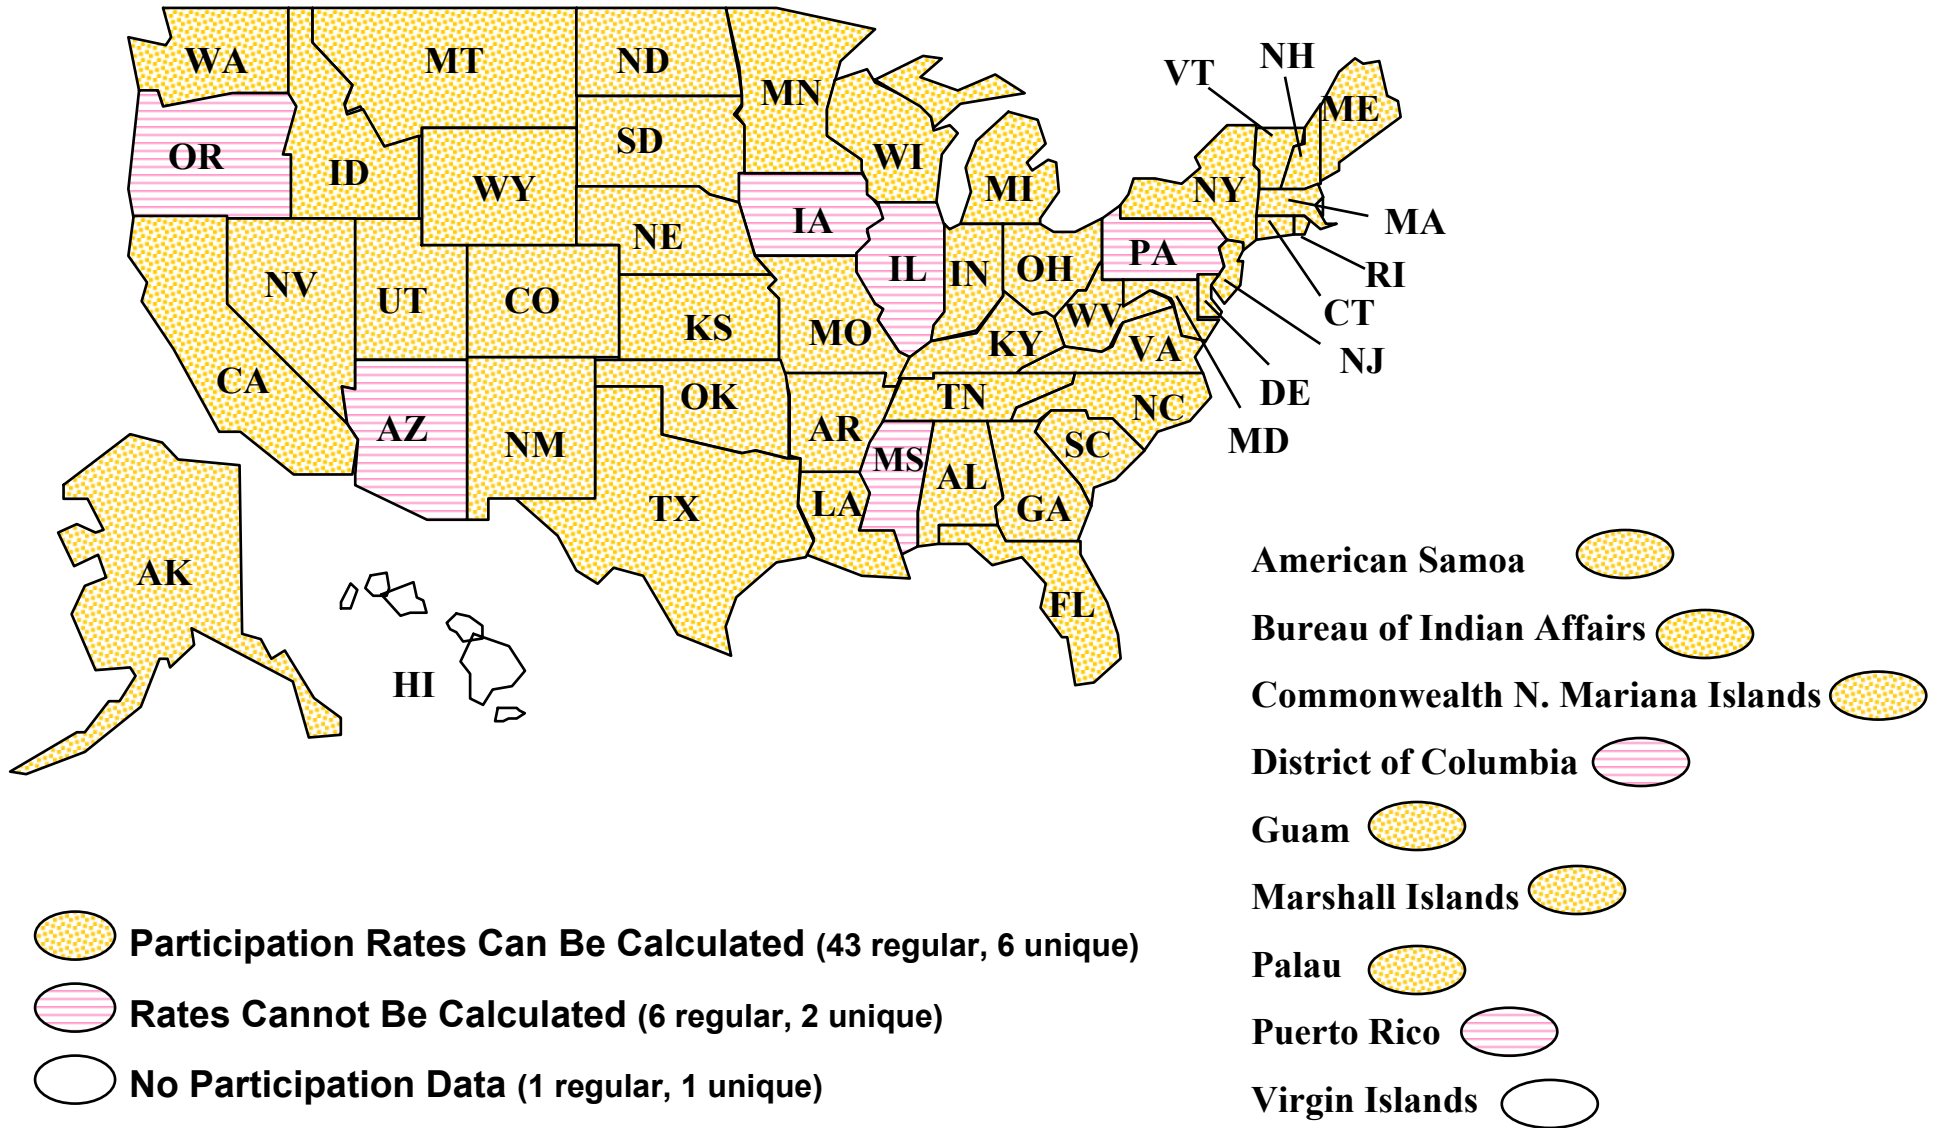 WA
MT
ND
MN
VT
NH
ME
OR
ID
SD
WI
MI
NY
WY
MA
IA
NE
PA
RI
NV
UT
CO
IL
IN
OH
WV
CT
KS
MO
KY
VA
NJ
CA
AZ
NM
OK
AR
TN
NC
DE
MD
MS
AL
SC
GA
TX
LA
FL
AK
HI
American Samoa
Bureau of Indian Affairs
Commonwealth N. Mariana Islands
District of Columbia
Guam
Marshall Islands
Palau
Puerto Rico
Virgin Islands
Participation Rates Can Be Calculated (43 regular, 6 unique)
Rates Cannot Be Calculated (6 regular, 2 unique)
No Participation Data (1 regular, 1 unique)